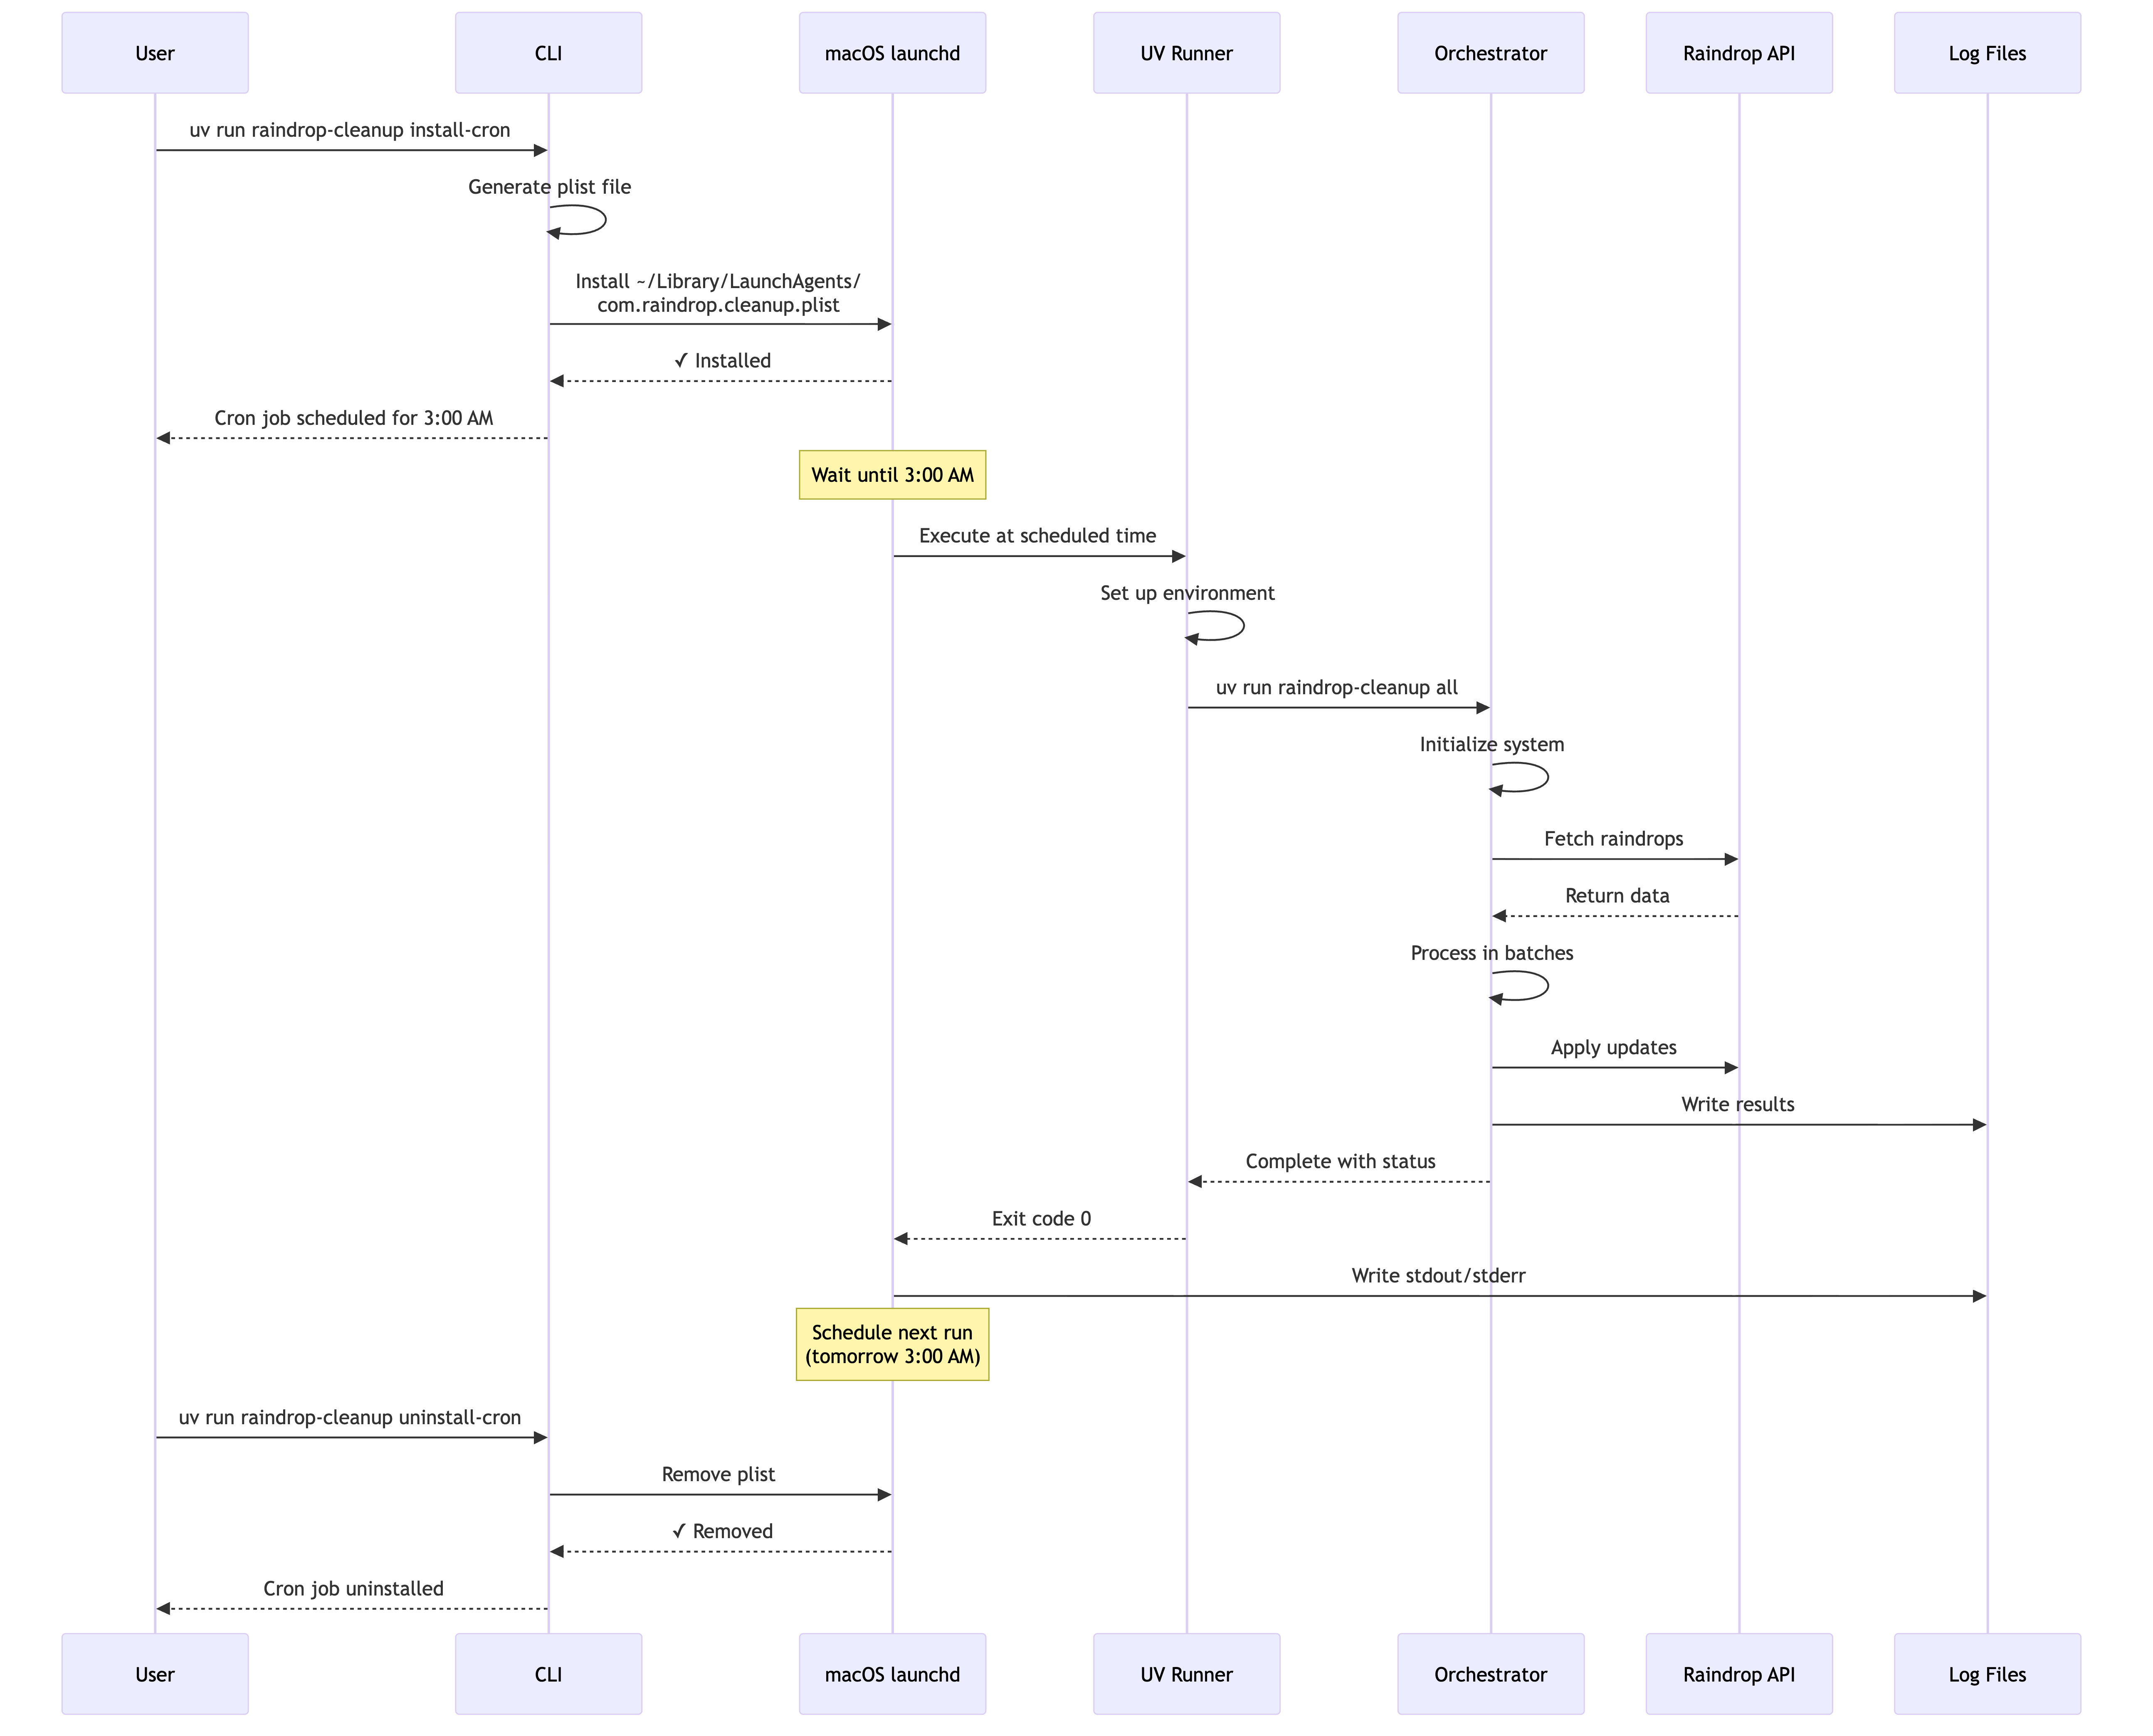 User
CLI
macOS launchd
UV Runner
Orchestrator
Raindrop API
Log Files
uv run raindrop-cleanup install-cron
Generate plist file
Install ~/Library/LaunchAgents/
com.raindrop.cleanup.plist
✓ Installed
Cron job scheduled for 3:00 AM
Wait until 3:00 AM
Execute at scheduled time
Set up environment
uv run raindrop-cleanup all
Initialize system
Fetch raindrops
Return data
Process in batches
Apply updates
Write results
Complete with status
Exit code 0
Write stdout/stderr
Schedule next run
(tomorrow 3:00 AM)
uv run raindrop-cleanup uninstall-cron
Remove plist
✓ Removed
Cron job uninstalled
User
CLI
macOS launchd
UV Runner
Orchestrator
Raindrop API
Log Files